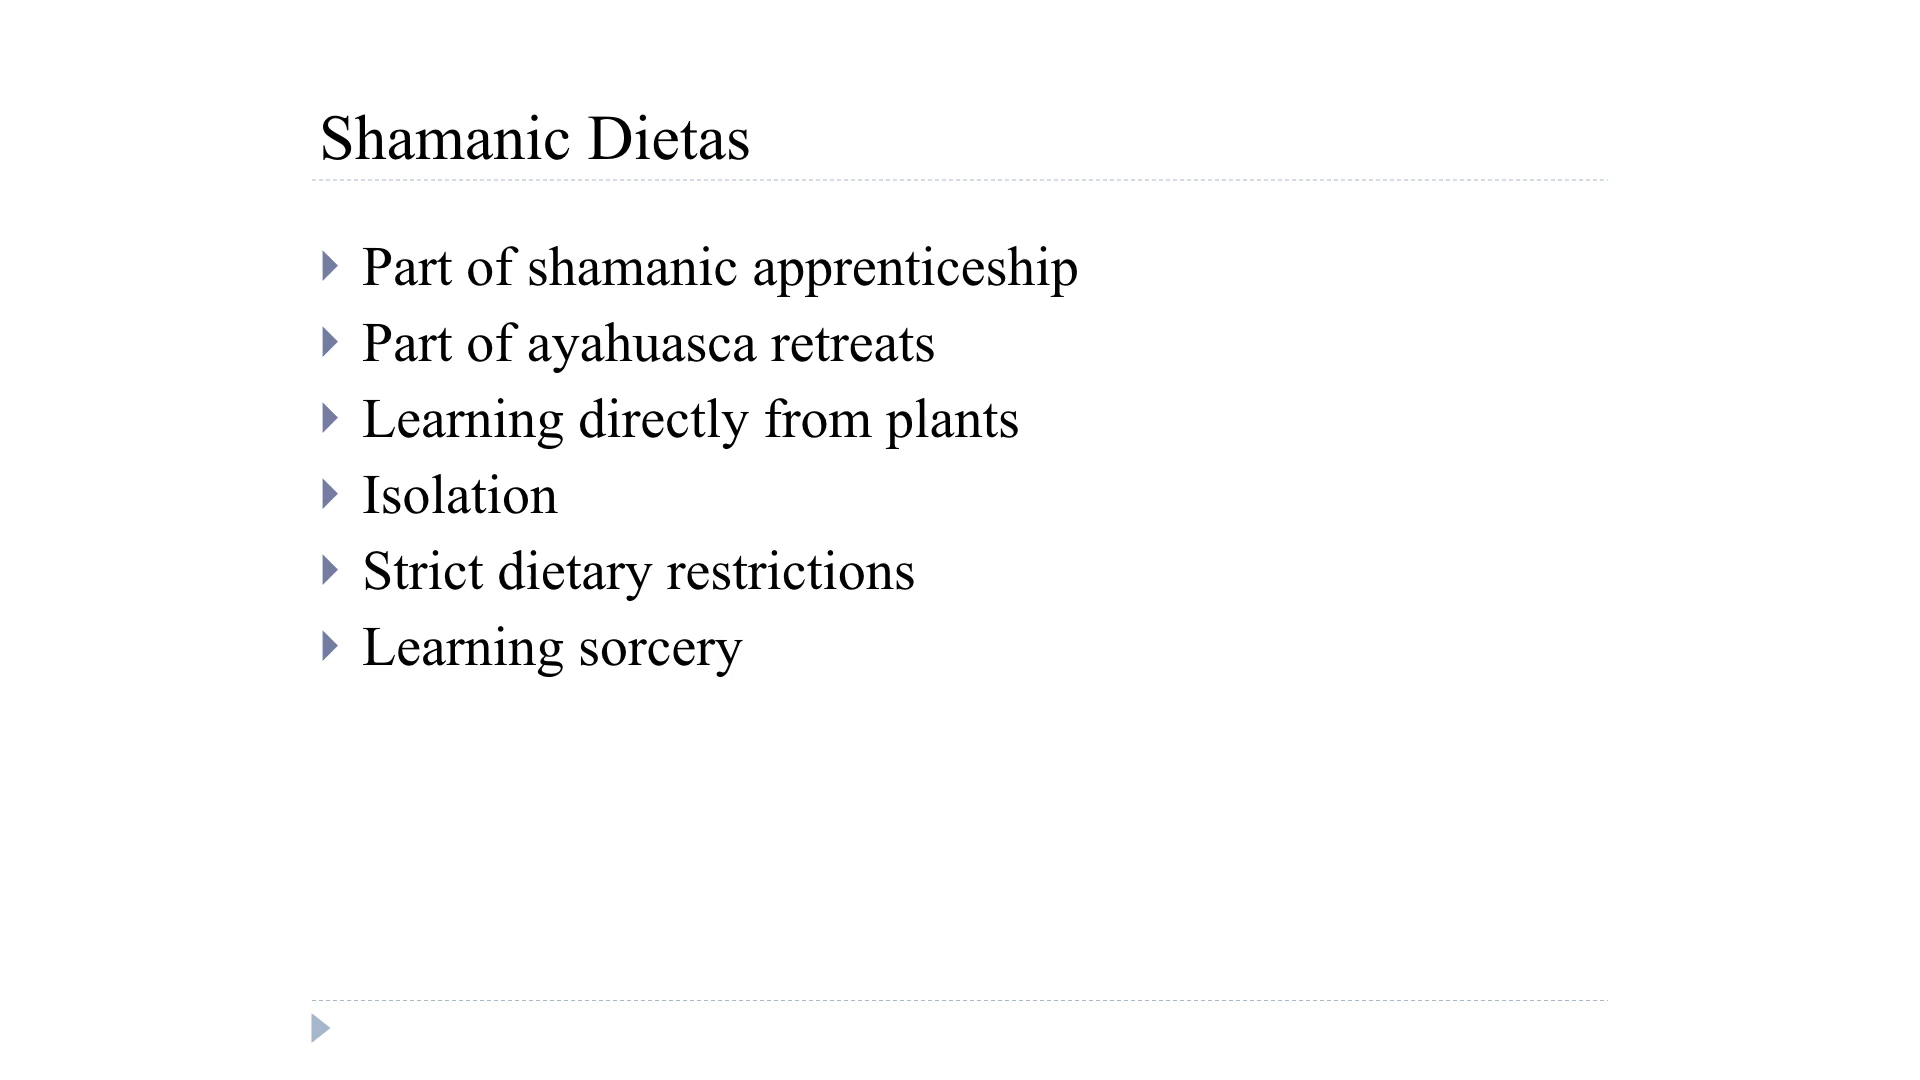 Shamanic Dietas
Part of shamanic apprenticeship
Part of ayahuasca retreats
Learning directly from plants
Isolation
Strict dietary restrictions
Learning sorcery